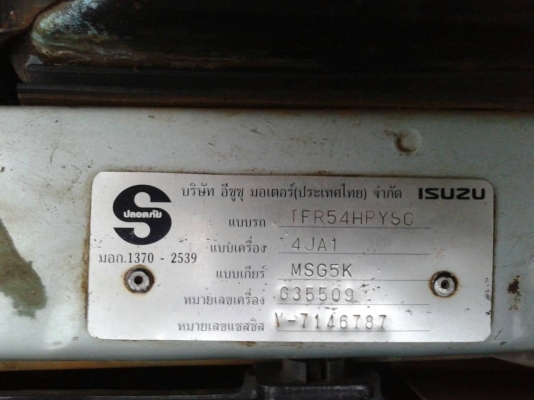 บริษัท อีซูซุ มอเตอร์(ประเทศไทย) จำกัด ISUZU
S
ปลอดภัย
มอก.1370 - 2539
แบบรถ TFR54HPYSC
แบบเครื่อง 4JA1
แบบเกียร์ MSG5K
หมายเลขเครื่อง G35509
หมายเลขแชสซิส Y-7146787